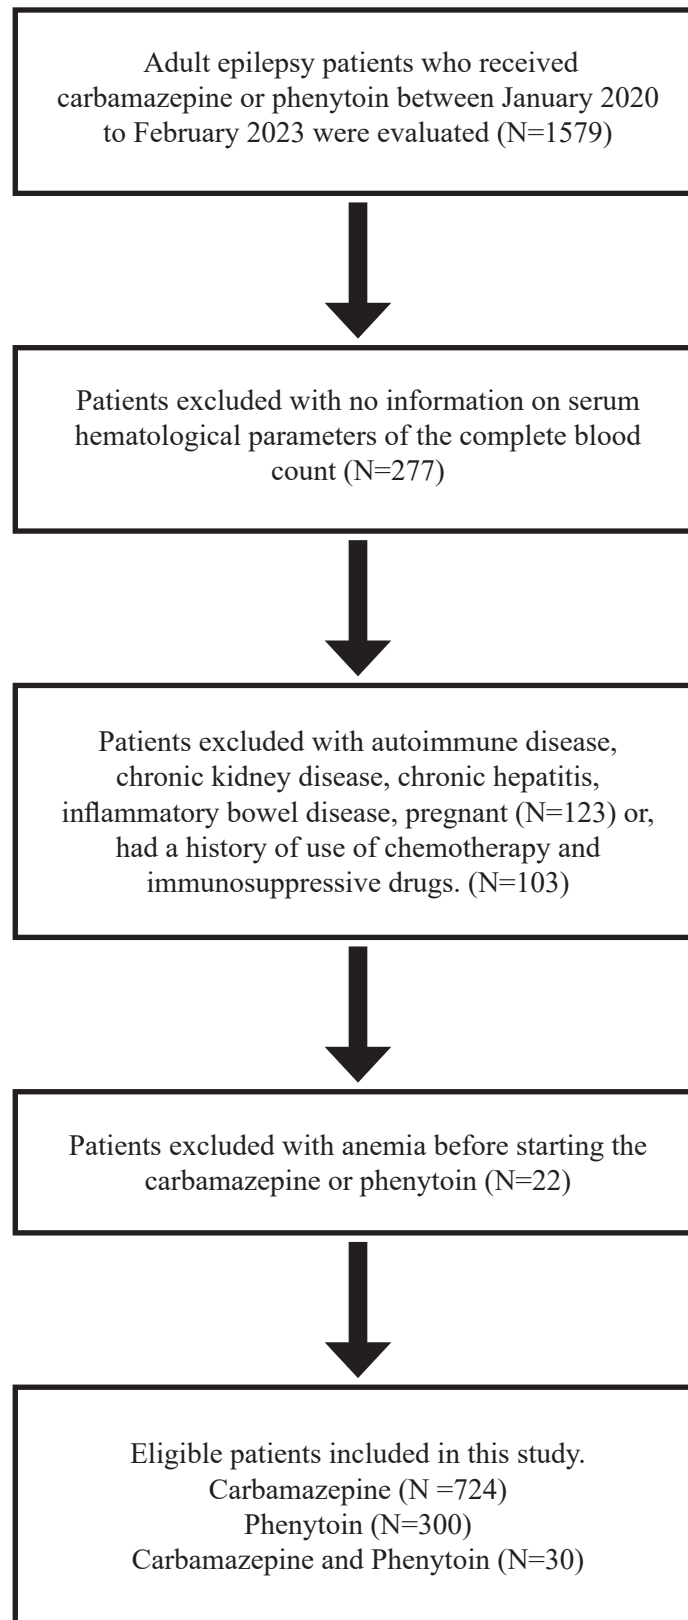 Adult epilepsy patients who received
carbamazepine or phenytoin between January 2020
to February 2023 were evaluated (N=1579)
Patients excluded with no information on serum
hematological parameters of the complete blood
count (N=277)
Patients excluded with autoimmune disease,
chronic kidney disease, chronic hepatitis,
inflammatory bowel disease, pregnant (N=123) or,
had a history of use of chemotherapy and
immunosuppressive drugs. (N=103)
Patients excluded with anemia before starting the
carbamazepine or phenytoin (N=22)
Eligible patients included in this study.
Carbamazepine (N =724)
Phenytoin (N=300)
Carbamazepine and Phenytoin (N=30)